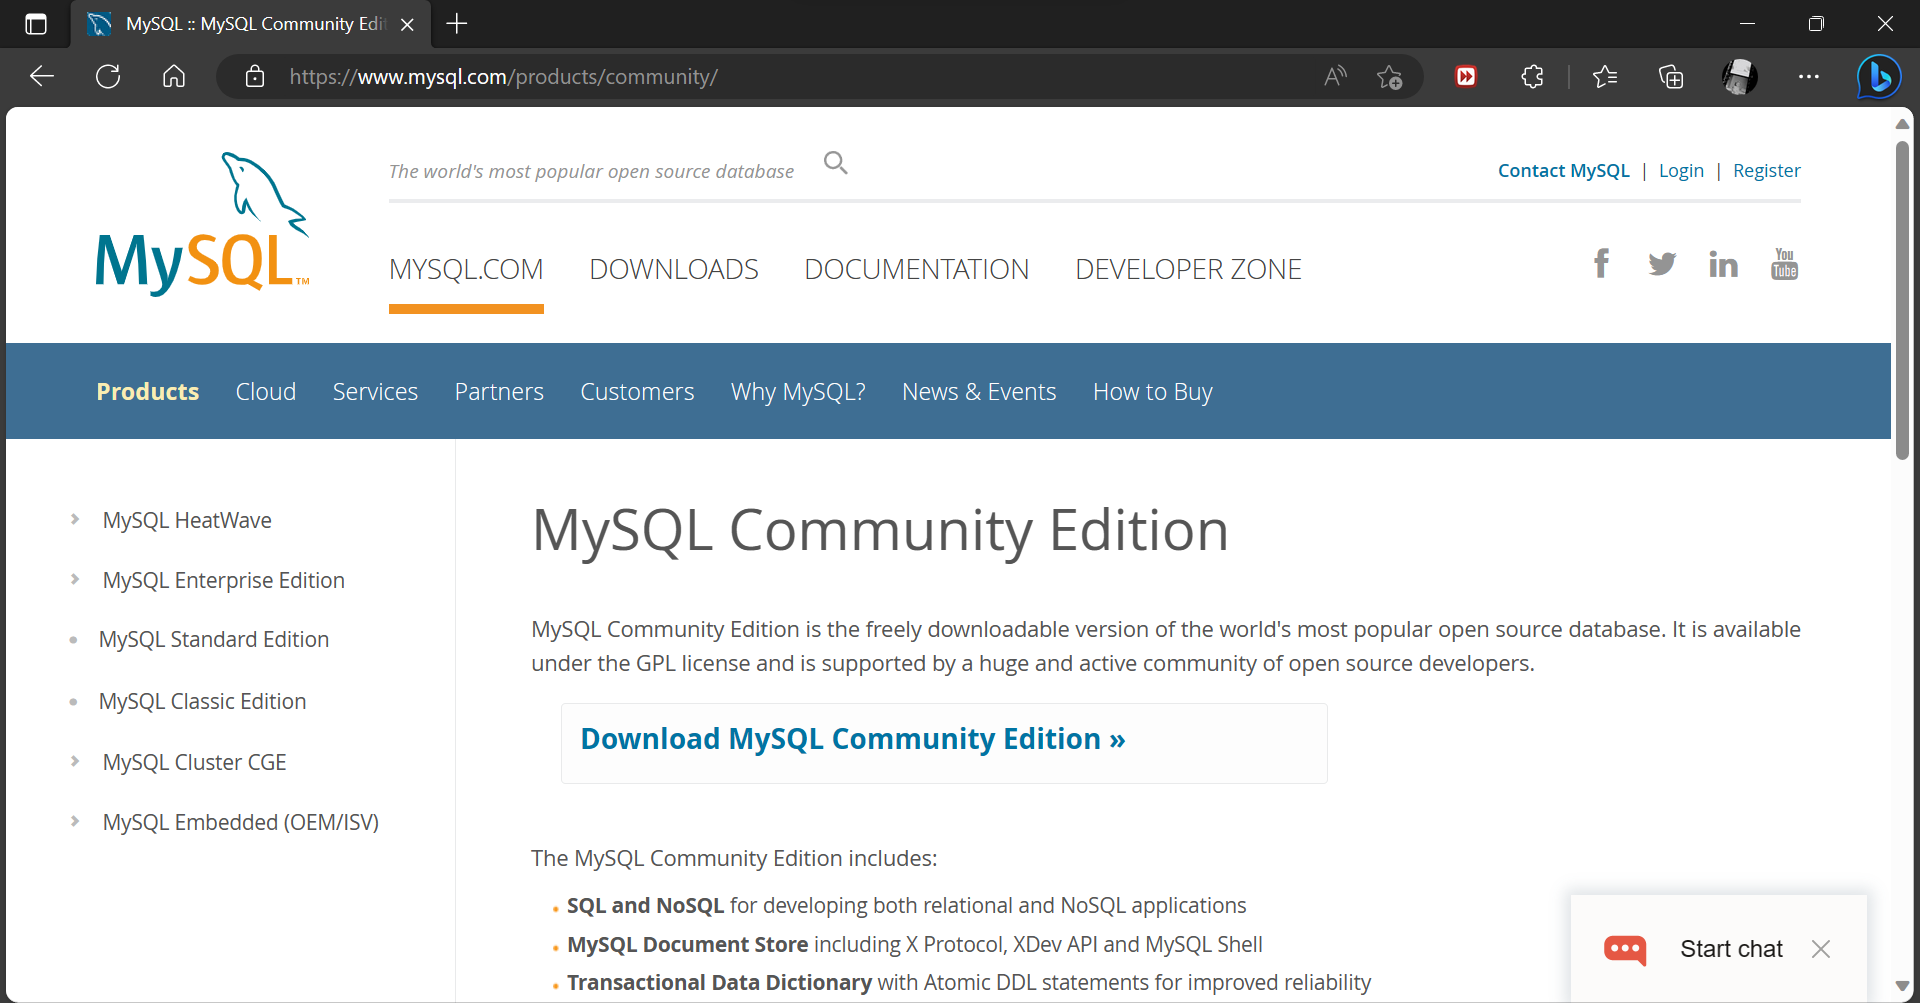 MySQL :: MySQL Community Edit
https://www.mysql.com/products/community/
The world's most popular open source database
Contact MySQL | Login | Register
MySQL™
MYSQL.COM DOWNLOADS DOCUMENTATION DEVELOPER ZONE
You
Tube
Products Cloud Services Partners Customers Why MySQL? News & Events How to Buy
MySQL HeatWave
MySQL Enterprise Edition
MySQL Standard Edition
MySQL Classic Edition
MySQL Cluster CGE
MySQL Embedded (OEM/ISV)
MySQL Community Edition
MySQL Community Edition is the freely downloadable version of the world's most popular open source database. It is available
under the GPL license and is supported by a huge and active community of open source developers.
Download MySQL Community Edition »
The MySQL Community Edition includes:
SQL and NoSQL for developing both relational and NoSQL applications
MySQL Document Store including X Protocol, XDev API and MySQL Shell
Transactional Data Dictionary with Atomic DDL statements for improved reliability
Start chat